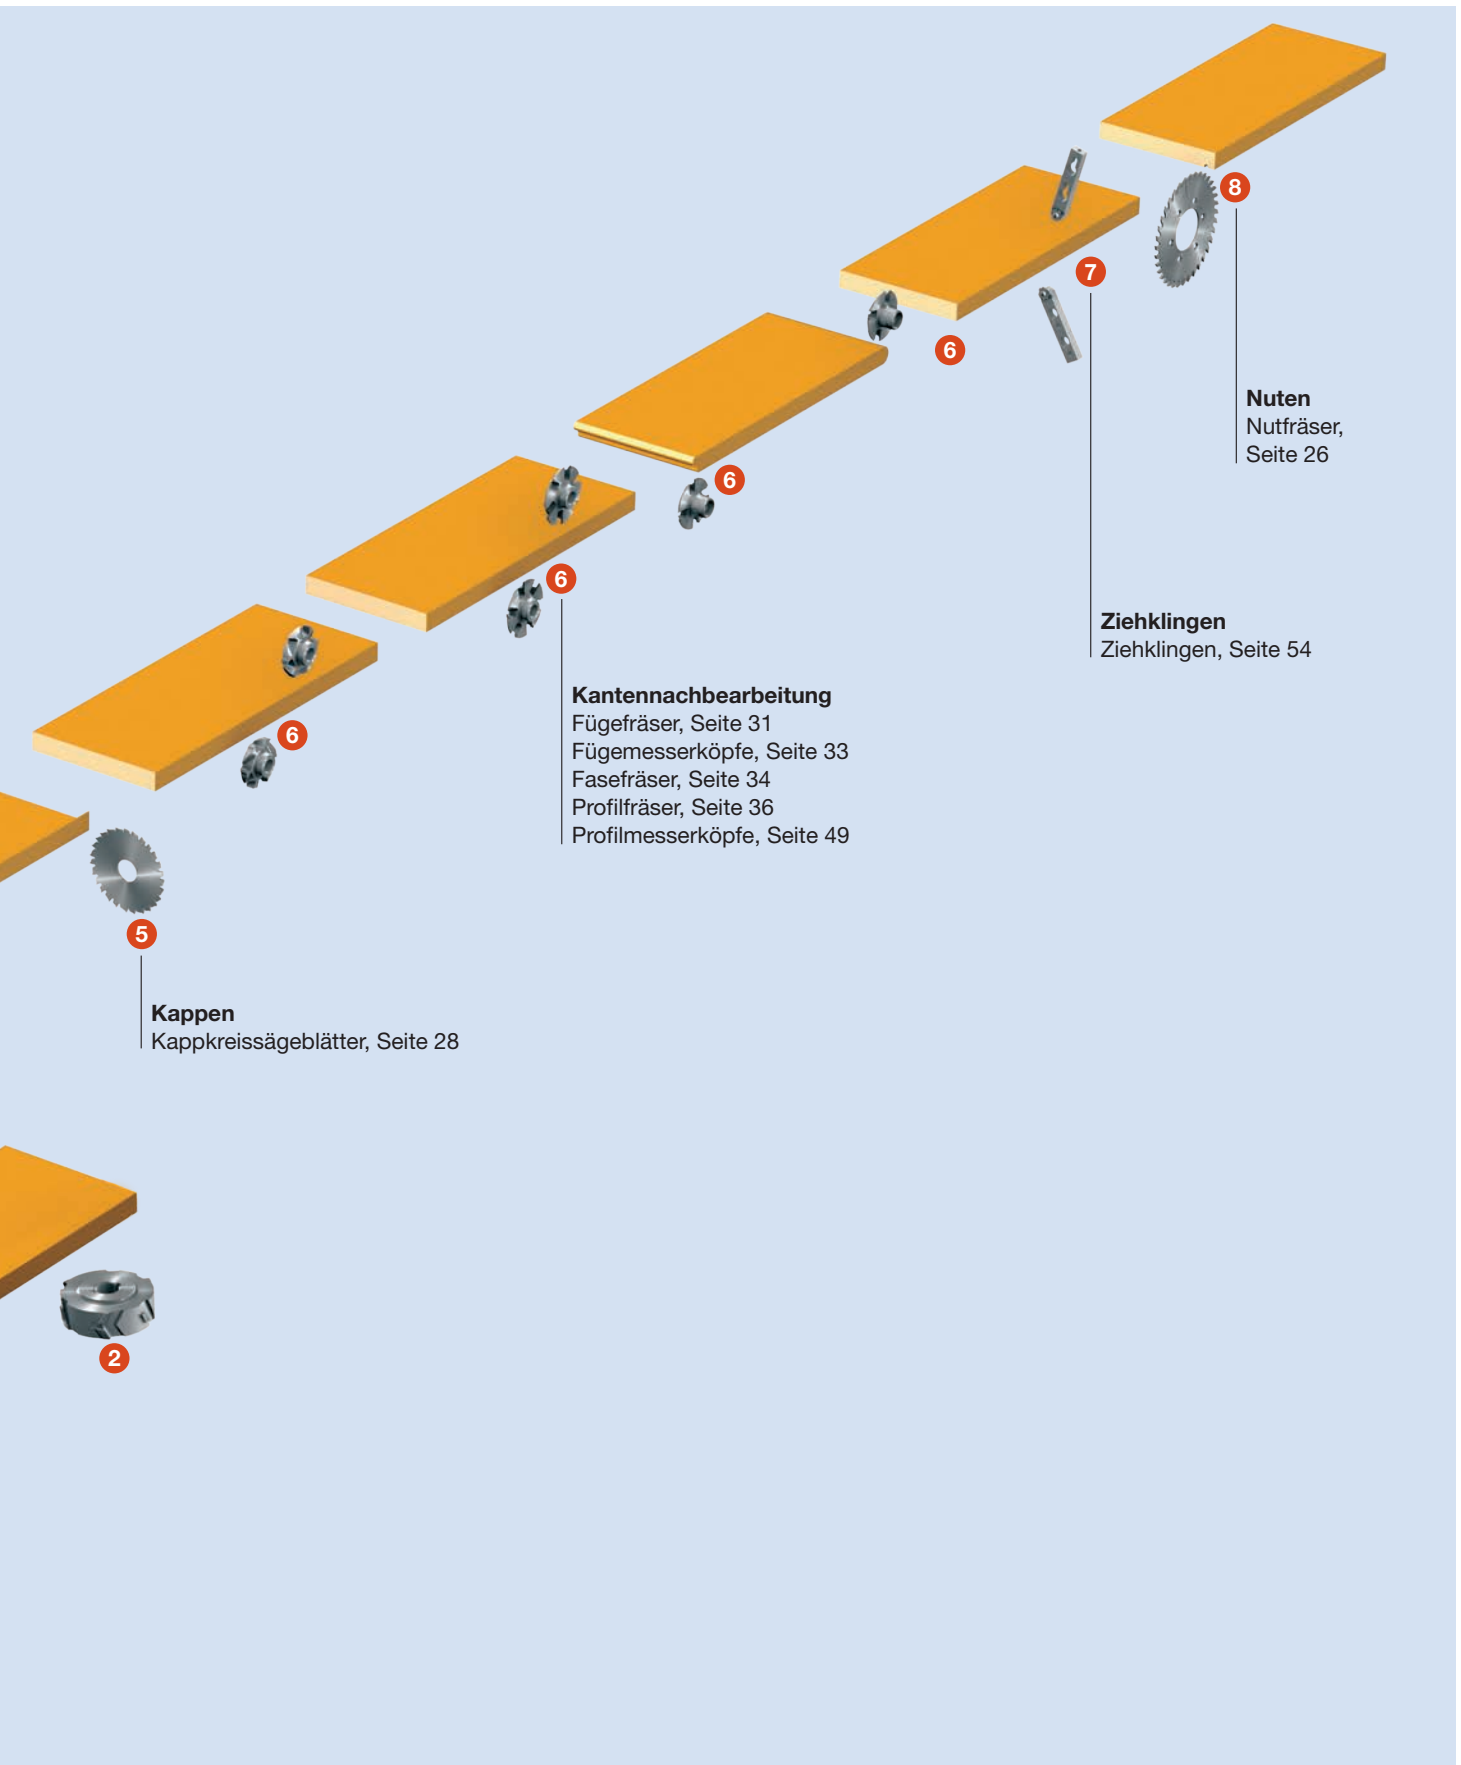 8
7
6
Nuten
Nutfräser,
Seite 26
6
6
Ziehklingen
Ziehklingen, Seite 54
Kantennachbearbeitung
Fügefräser, Seite 31
Fügemesserköpfe, Seite 33
Fasefräser, Seite 34
Profilfräser, Seite 36
Profilmesserköpfe, Seite 49
6
5
Kappen
Kappkreissägeblätter, Seite 28
2